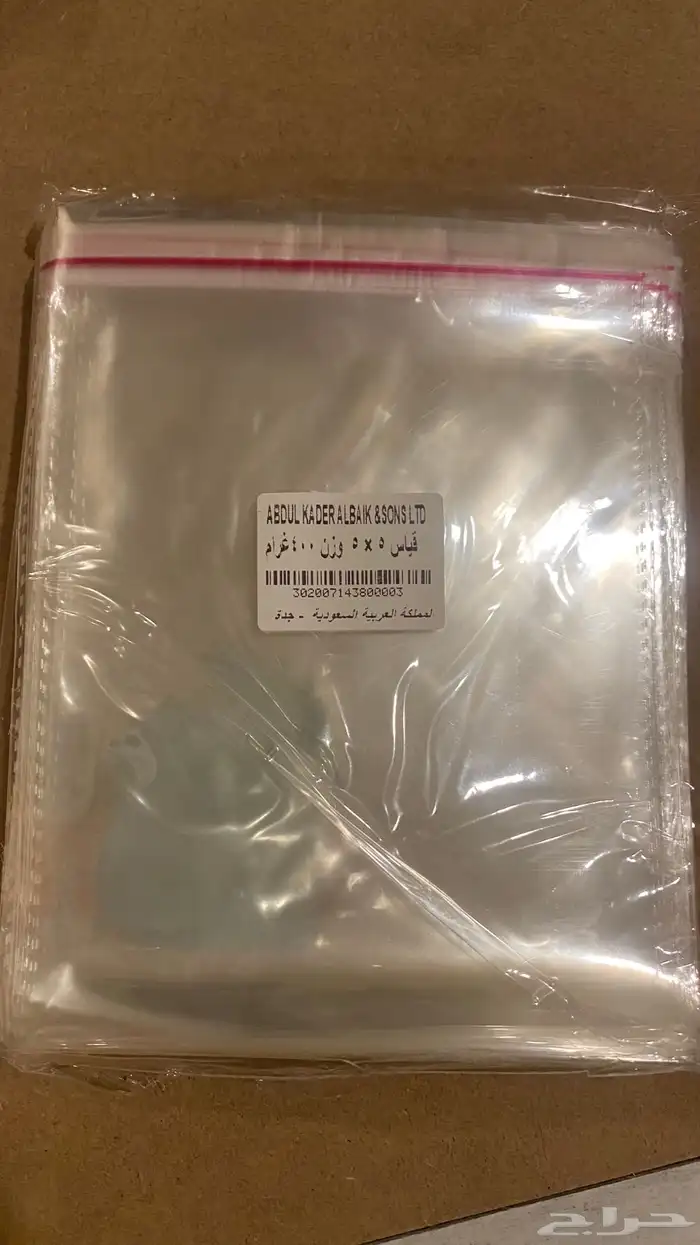 ABDUL KADER ALBAIK & SONS LTD
قياس ٥ x ٥ وزن ٤٠٠ غرام
302007143800003
لمملكة العربية السعودية - جدة
حراج